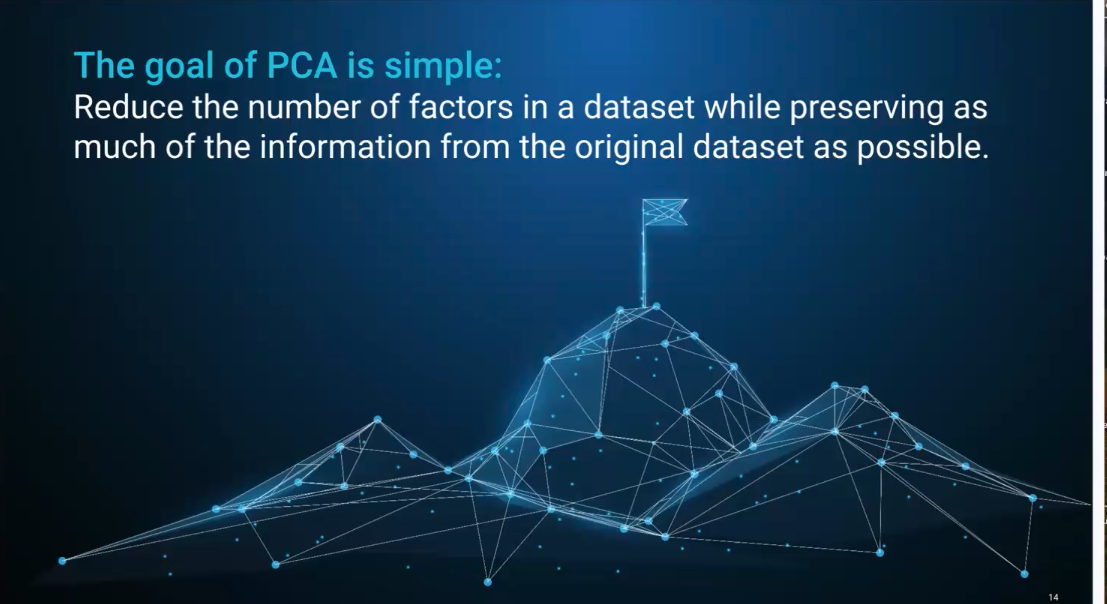 The goal of PCA is simple:
Reduce the number of factors in a dataset while preserving as
much of the information from the original dataset as possible.
14